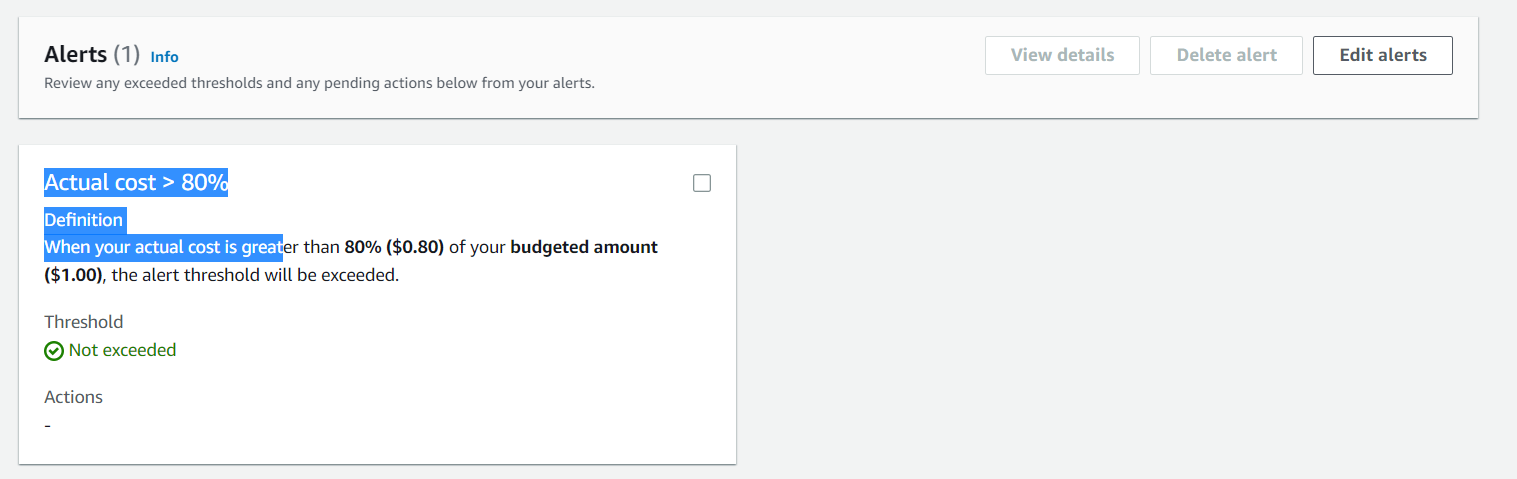 Alerts (1) Info
View details
Delete alert
Edit alerts
Review any exceeded thresholds and any pending actions below from your alerts.
Actual cost > 80%
Definition
When your actual cost is greater than 80% ($0.80) of your budgeted amount
($1.00), the alert threshold will be exceeded.
Threshold
Not exceeded
Actions
-